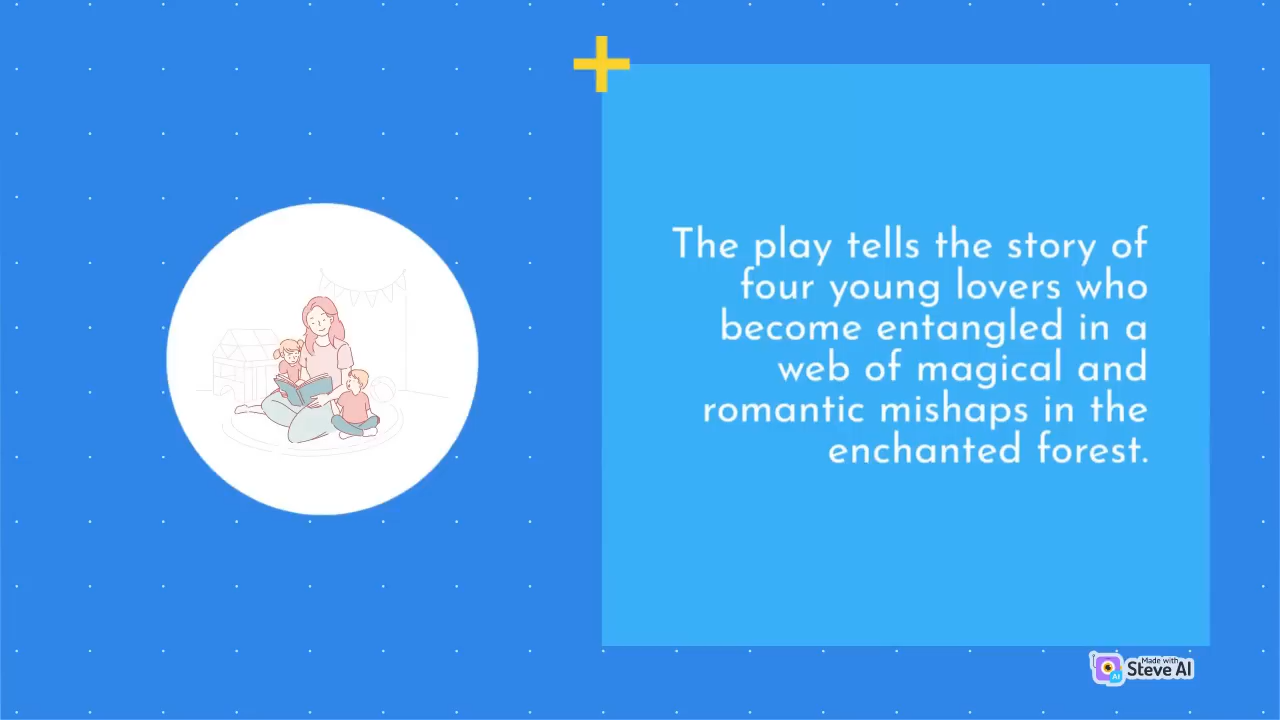 The play tells the story of
four young lovers who
become entangled in a
web of magical and
romantic mishaps in the
enchanted forest.
Made with
Steve AI
AI